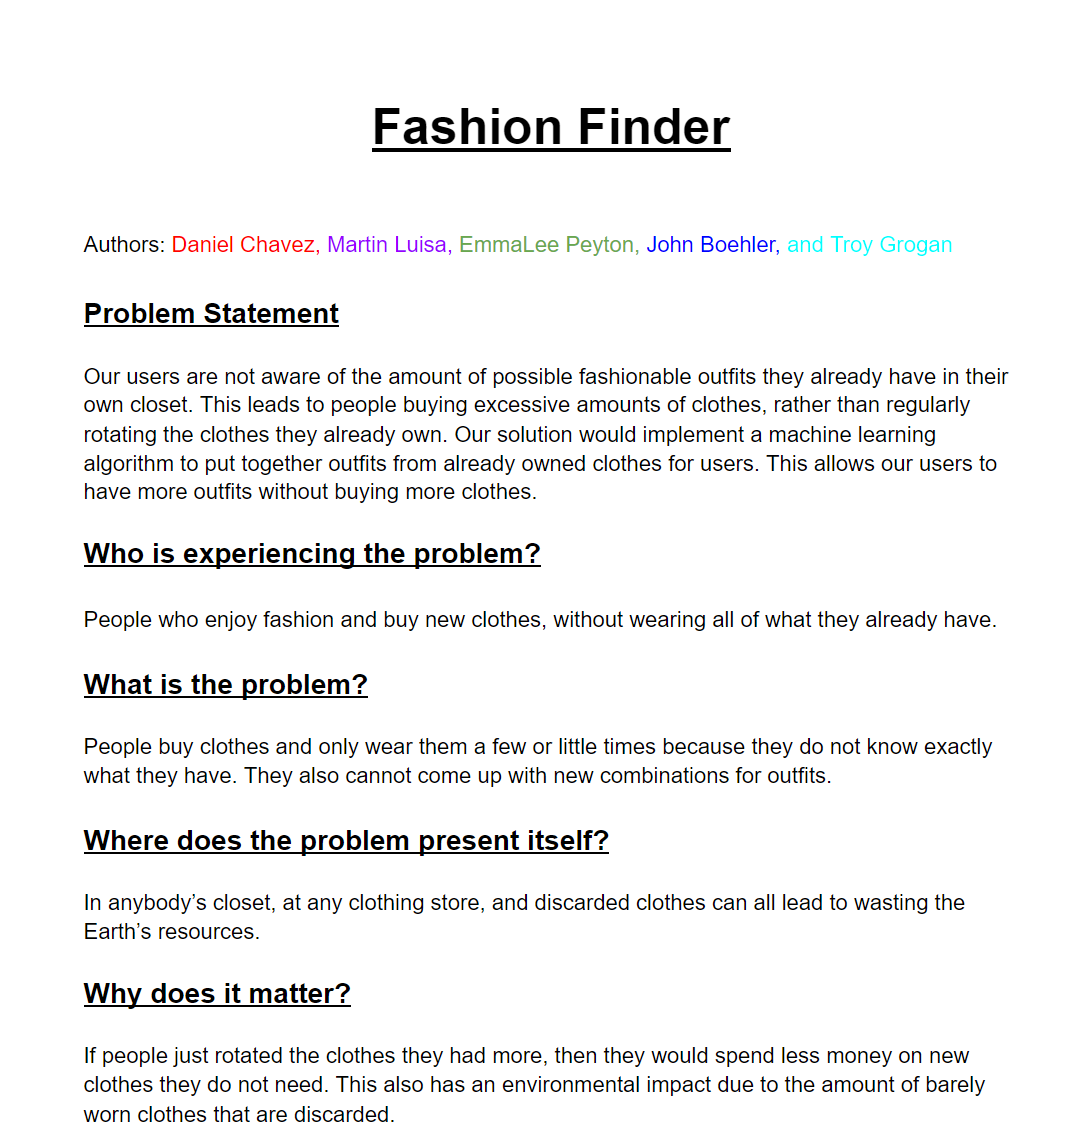 Fashion Finder
Authors: Daniel Chavez, Martin Luisa, EmmaLee Peyton, John Boehler, and Troy Grogan
Problem Statement
Our users are not aware of the amount of possible fashionable outfits they already have in their
own closet. This leads to people buying excessive amounts of clothes, rather than regularly
rotating the clothes they already own. Our solution would implement a machine learning
algorithm to put together outfits from already owned clothes for users. This allows our users to
have more outfits without buying more clothes.
Who is experiencing the problem?
People who enjoy fashion and buy new clothes, without wearing all of what they already have.
What is the problem?
People buy clothes and only wear them a few or little times because they do not know exactly
what they have. They also cannot come up with new combinations for outfits.
Where does the problem present itself?
In anybody’s closet, at any clothing store, and discarded clothes can all lead to wasting the
Earth’s resources.
Why does it matter?
If people just rotated the clothes they had more, then they would spend less money on new
clothes they do not need. This also has an environmental impact due to the amount of barely
worn clothes that are discarded.